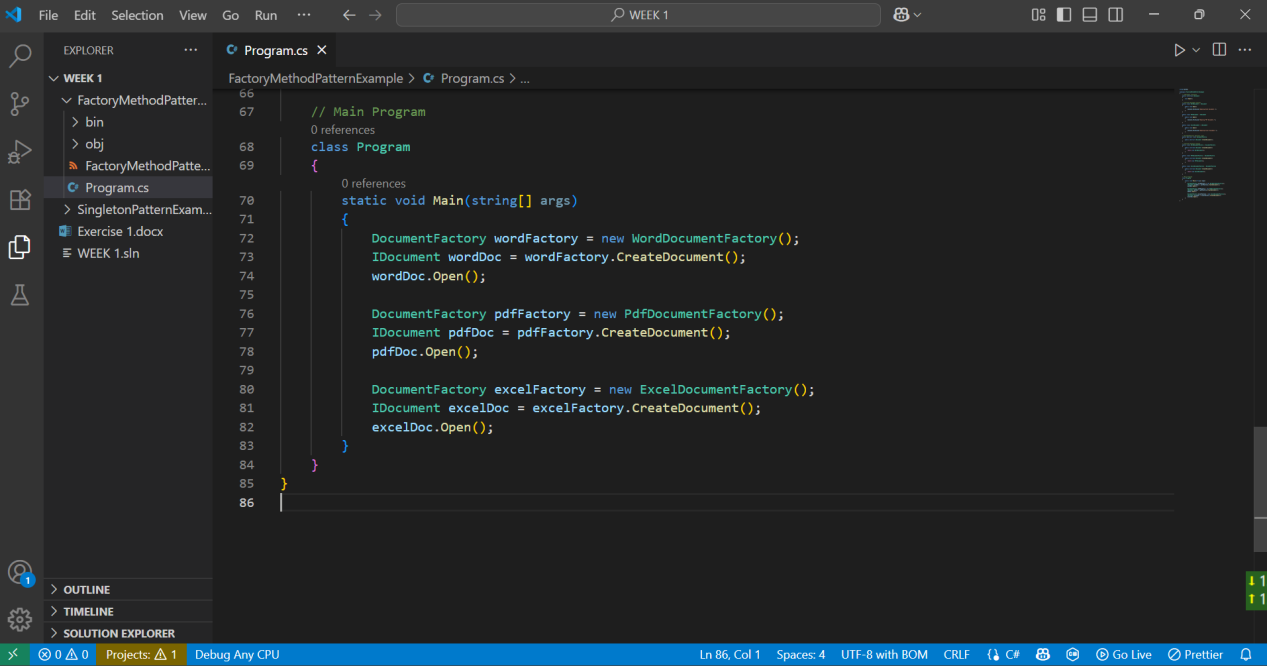 File Edit Selection View Go Run ··· WEEK 1
EXPLORER ···
WEEK 1
FactoryMethodPatter...
bin
obj
FactoryMethodPatte...
Program.cs
SingletonPatternExam...
Exercise 1.docx
WEEK 1.sln
OUTLINE
TIMELINE
SOLUTION EXPLORER
Program.cs
FactoryMethodPatternExample > Program.cs > ...
66
67 // Main Program
0 references
68 class Program
69 {
0 references
70 static void Main(string[] args)
71 {
72 DocumentFactory wordFactory = new WordDocumentFactory();
73 IDocument wordDoc = wordFactory.CreateDocument();
74 wordDoc.Open();
75
76 DocumentFactory pdfFactory = new PdfDocumentFactory();
77 IDocument pdfDoc = pdfFactory.CreateDocument();
78 pdfDoc.Open();
79
80 DocumentFactory excelFactory = new ExcelDocumentFactory();
81 IDocument excelDoc = excelFactory.CreateDocument();
82 excelDoc.Open();
83 }
84 }
85 }
86
1
↓ 1
↑ 1
0 0 Projects: 1 Debug Any CPU Ln 86, Col 1 Spaces: 4 UTF-8 with BOM CRLF C# Go Live Prettier